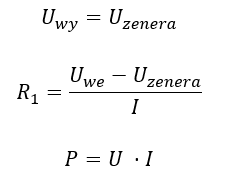 U_wy = U_zenera
R_1 = (U_we − U_zenera) / I
P = U · I